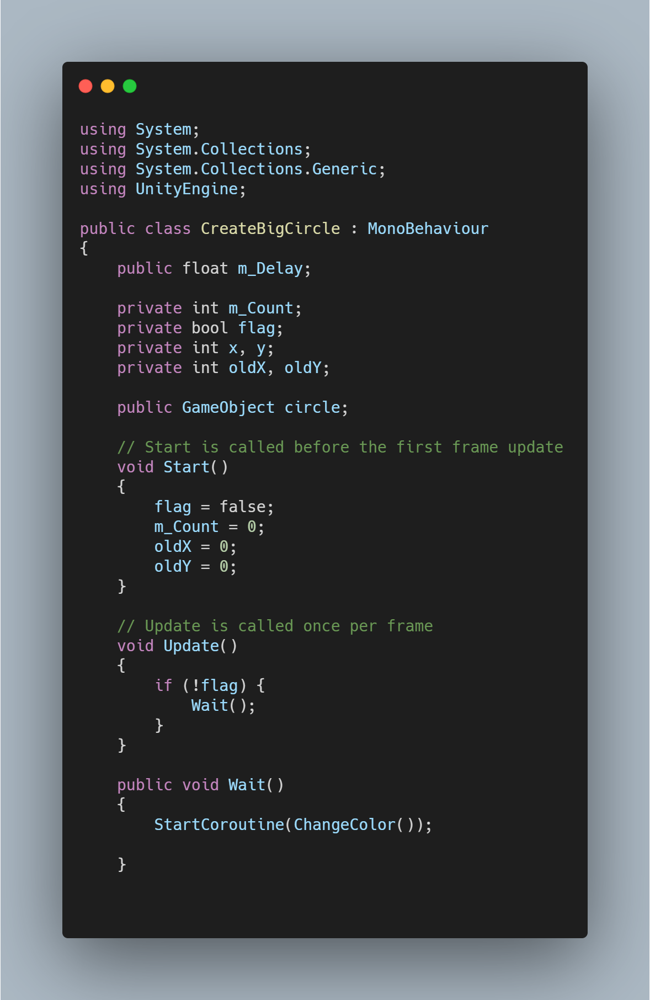 using System;
using System.Collections;
using System.Collections.Generic;
using UnityEngine;

public class CreateBigCircle : MonoBehaviour
{
    public float m_Delay;

    private int m_Count;
    private bool flag;
    private int x, y;
    private int oldX, oldY;

    public GameObject circle;

    // Start is called before the first frame update
    void Start()
    {
        flag = false;
        m_Count = 0;
        oldX = 0;
        oldY = 0;
    }

    // Update is called once per frame
    void Update()
    {
        if (!flag) {
            Wait();
        }
    }

    public void Wait()
    {
        StartCoroutine(ChangeColor());

    }